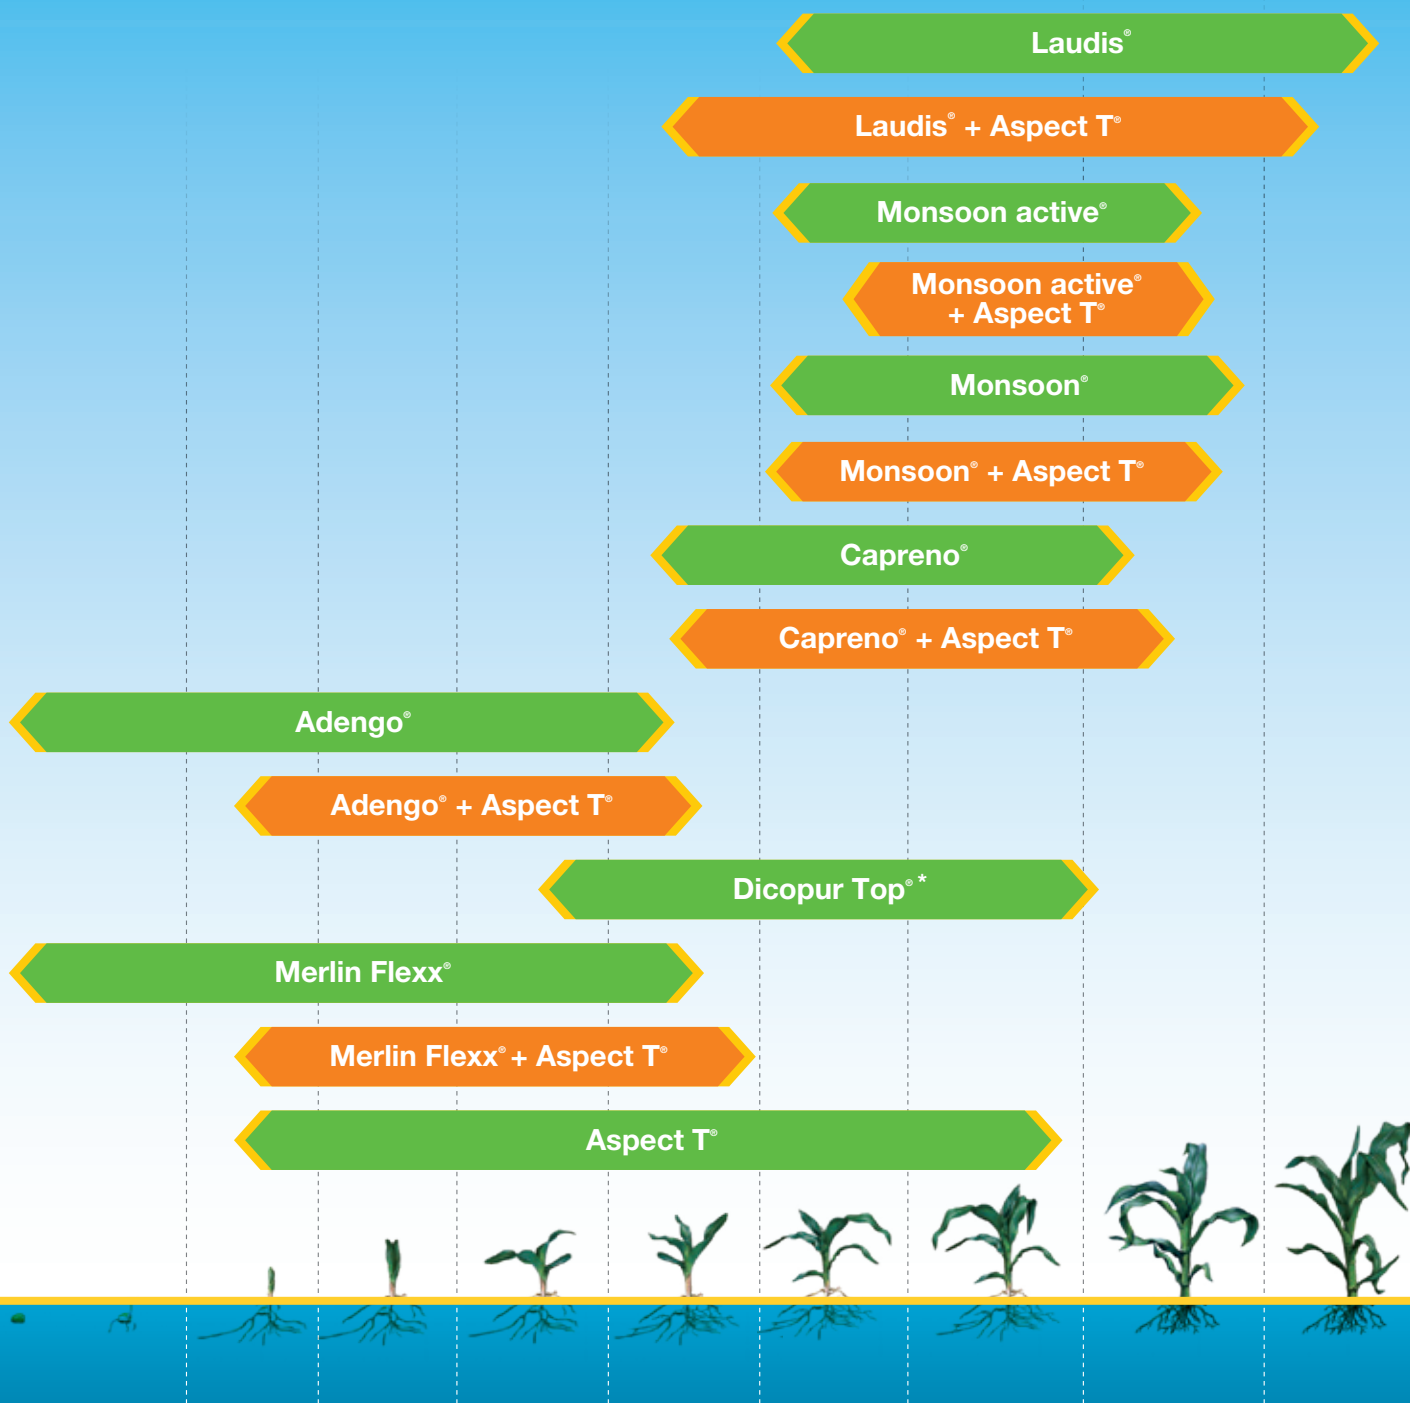 Laudis®
Laudis® + Aspect T®
Monsoon active®
Monsoon active®
+ Aspect T®
Monsoon®
Monsoon® + Aspect T®
Capreno®
Capreno® + Aspect T®
Adengo®
Adengo® + Aspect T®
Dicopur Top® *
Merlin Flexx®
Merlin Flexx® + Aspect T®
Aspect T®